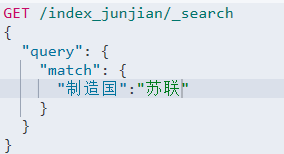 GET /index_junjian/_search
{
  "query": {
    "match": {
      "制造国":"苏联"
    }
  }
}